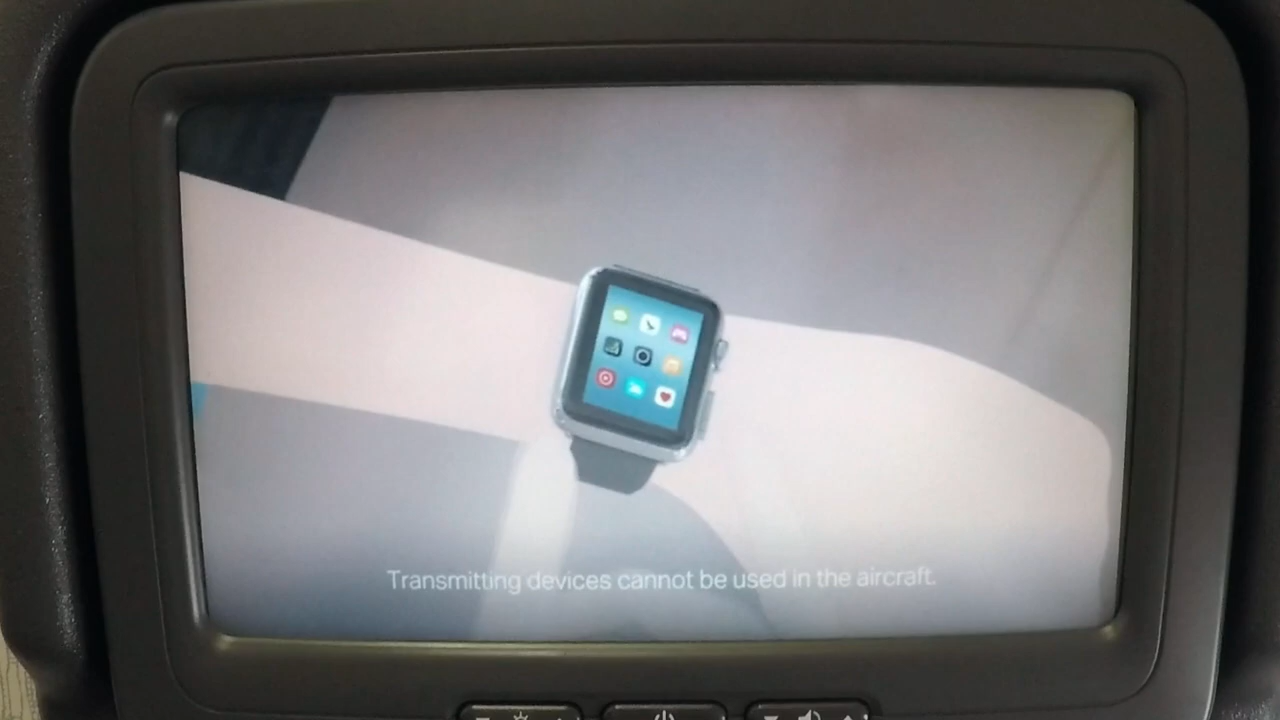 Transmitting devices cannot be used in the aircraft.